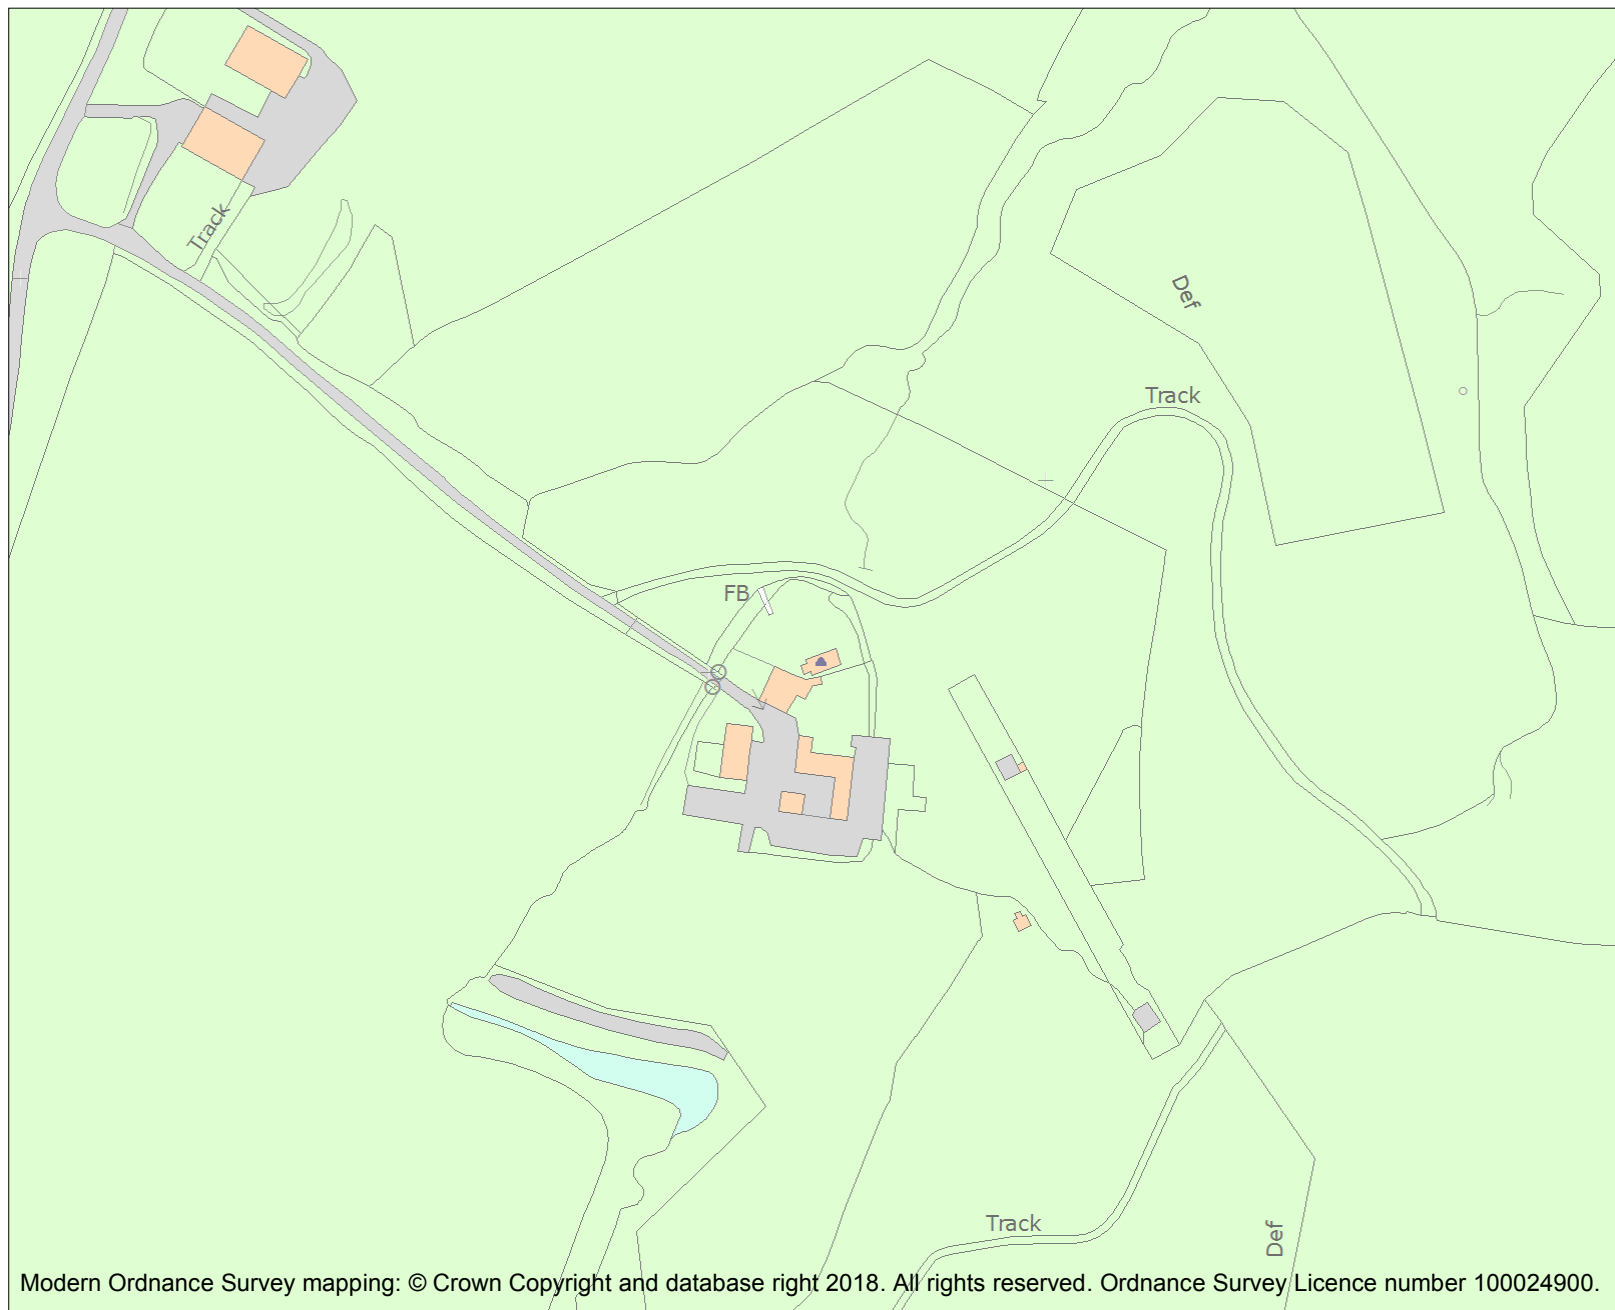 Track
Def
Track
FB
Track
Def
Modern Ordnance Survey mapping: © Crown Copyright and database right 2018. All rights reserved. Ordnance Survey Licence number 100024900.